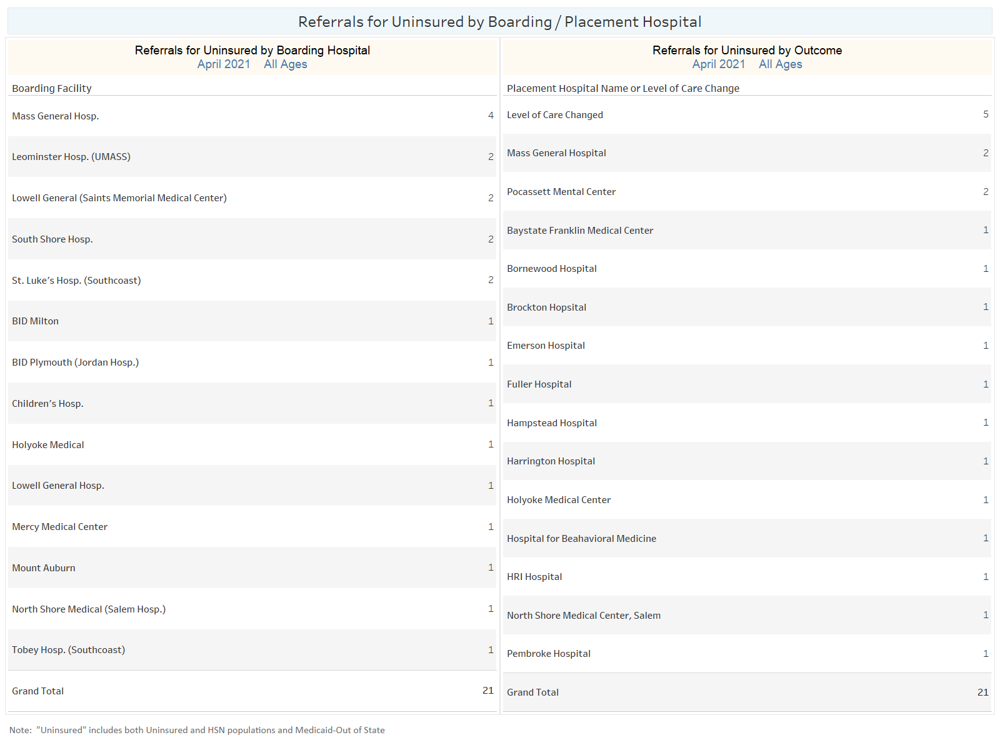 Referrals for Uninsured by Boarding / Placement Hospital
Referrals for Uninsured by Boarding Hospital
April 2021 All Ages
Boarding Facility
Mass General Hosp. 4
Leominster Hosp. (UMASS) 2
Lowell General (Saints Memorial Medical Center) 2
South Shore Hosp. 2
St. Luke's Hosp. (Southcoast) 2
BID Milton 1
BID Plymouth (Jordan Hosp.) 1
Children's Hosp. 1
Holyoke Medical 1
Lowell General Hosp. 1
Mercy Medical Center 1
Mount Auburn 1
North Shore Medical (Salem Hosp.) 1
Tobey Hosp. (Southcoast) 1
Grand Total 21
Referrals for Uninsured by Outcome
April 2021 All Ages
Placement Hospital Name or Level of Care Change
Level of Care Changed 5
Mass General Hospital 2
Pocassett Mental Center 2
Baystate Franklin Medical Center 1
Bornewood Hospital 1
Brockton Hopsital 1
Emerson Hospital 1
Fuller Hospital 1
Hampstead Hospital 1
Harrington Hospital 1
Holyoke Medical Center 1
Hospital for Beahavioral Medicine 1
HRI Hospital 1
North Shore Medical Center, Salem 1
Pembroke Hospital 1
Grand Total 21
Note: "Uninsured" includes both Uninsured and HSN populations and Medicaid-Out of State